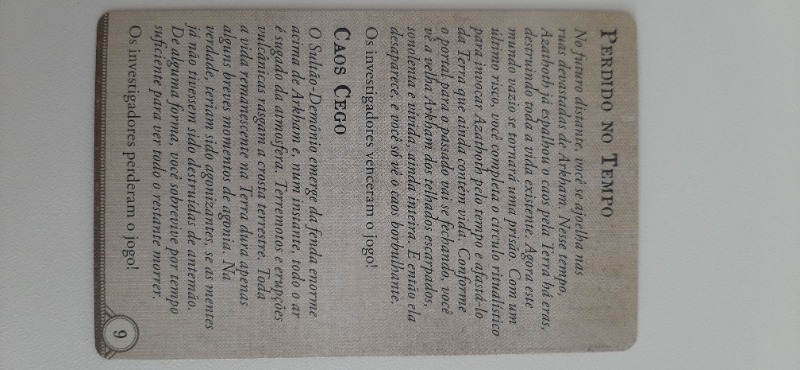 PERDIDO NO TEMPO
No futuro distante, você se ajoelha nas
ruas devastadas de Arkham. Nesse tempo,
Azathoth já espalhou o caos pela Terra há eras,
destruindo toda a vida existente. Agora este
mundo vazio se tornará uma prisão. Com um
último risco, você completa o círculo ritualístico
para invocar Azathoth pelo tempo e afastá-lo
da Terra que ainda contém vida. Conforme
o portal para o passado vai se fechando, você
vê a velha Arkham dos telhados escarpados,
sonolenta e vívida, ainda inteira. E então ela
desaparece, e você só vê o caos borbulhante.
Os investigadores venceram o jogo!
CAOS CEGO
O Sultão-Demônio emerge da fenda enorme
acima de Arkham e, num instante, todo o ar
é sugado da atmosfera. Terremotos e erupções
vulcânicas rasgam a crosta terrestre. Toda
a vida remanescente na Terra dura apenas
alguns breves momentos de agonia. Na
verdade, teriam sido agonizantes, se as mentes
já não tivessem sido destruídas de antemão.
De alguma forma, você sobrevive por tempo
suficiente para ver todo o restante morrer.
Os investigadores perderam o jogo!
9